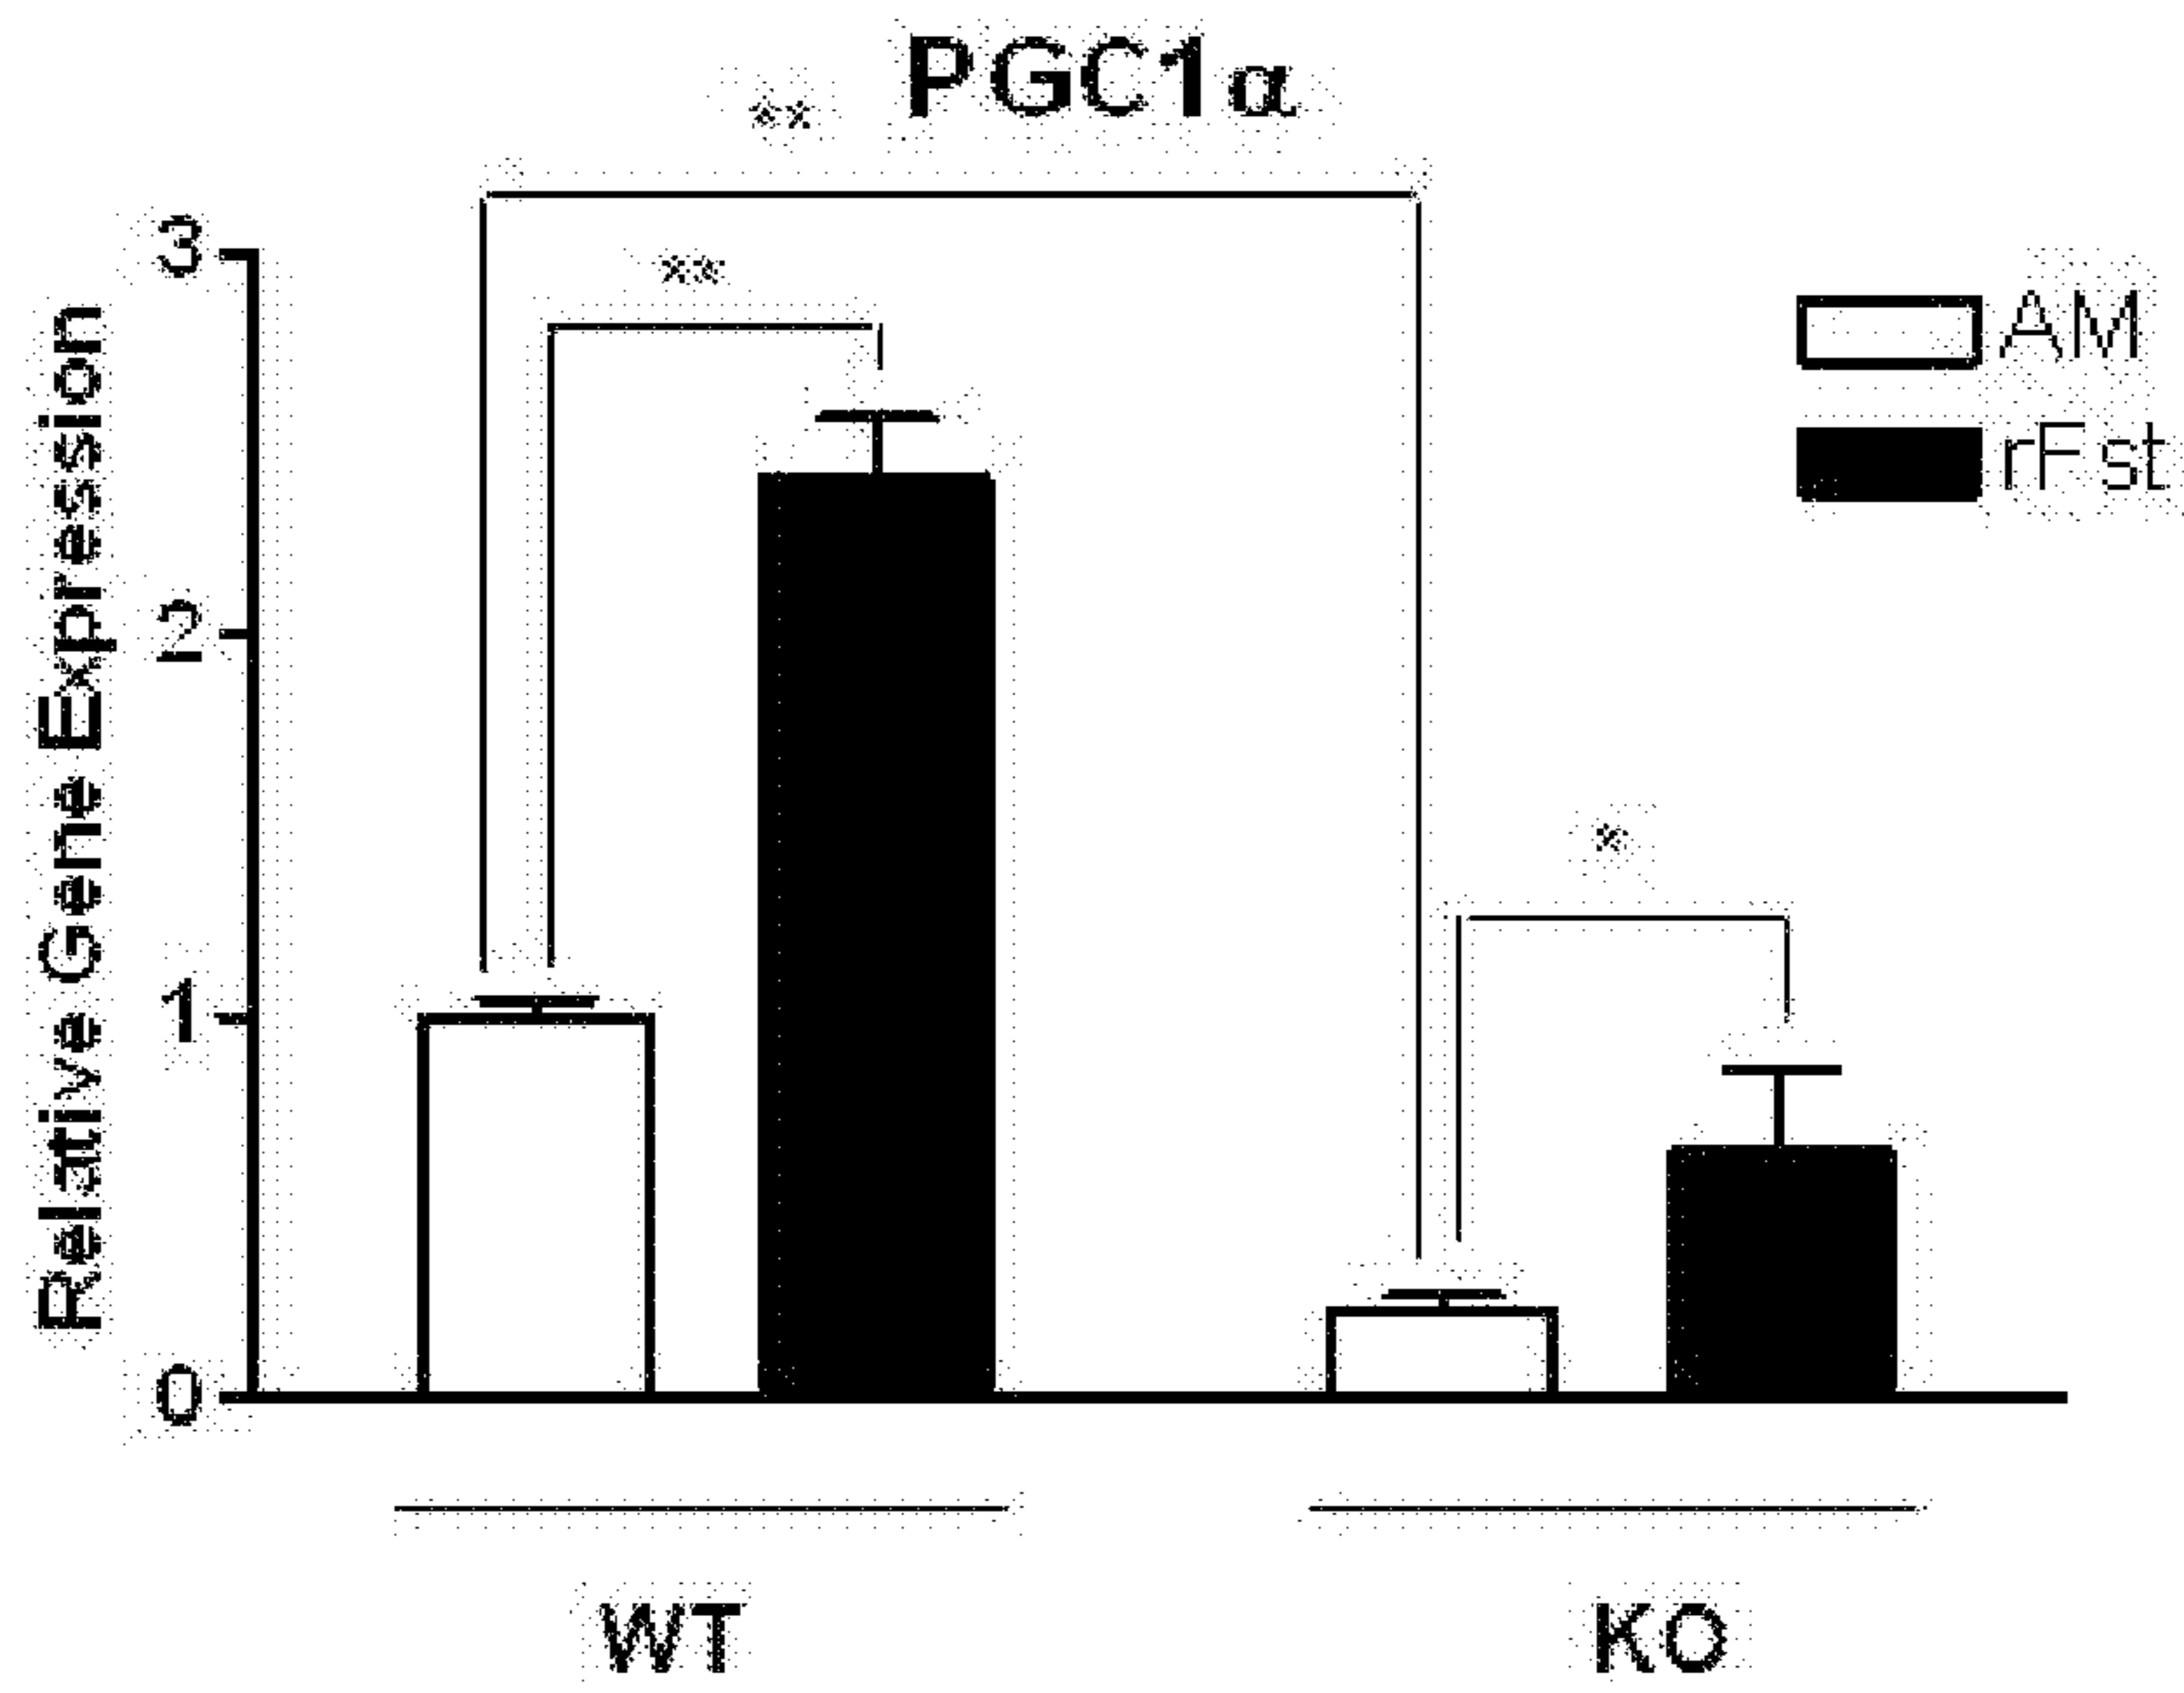 PGC1α
**
**
*
AM
rFst
Relative Gene Expression
3
2
1
0
WT
KO